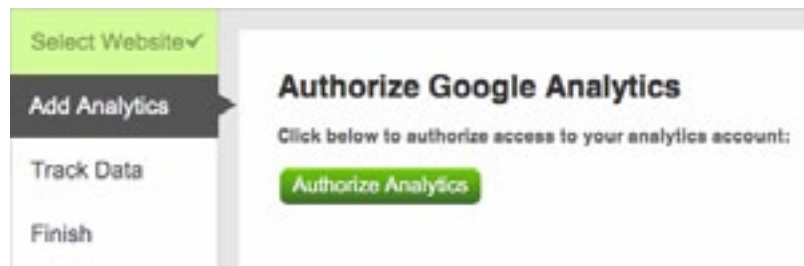 Select Website✓
Add Analytics
Track Data
Finish
Authorize Google Analytics
Click below to authorize access to your analytics account:
Authorize Analytics